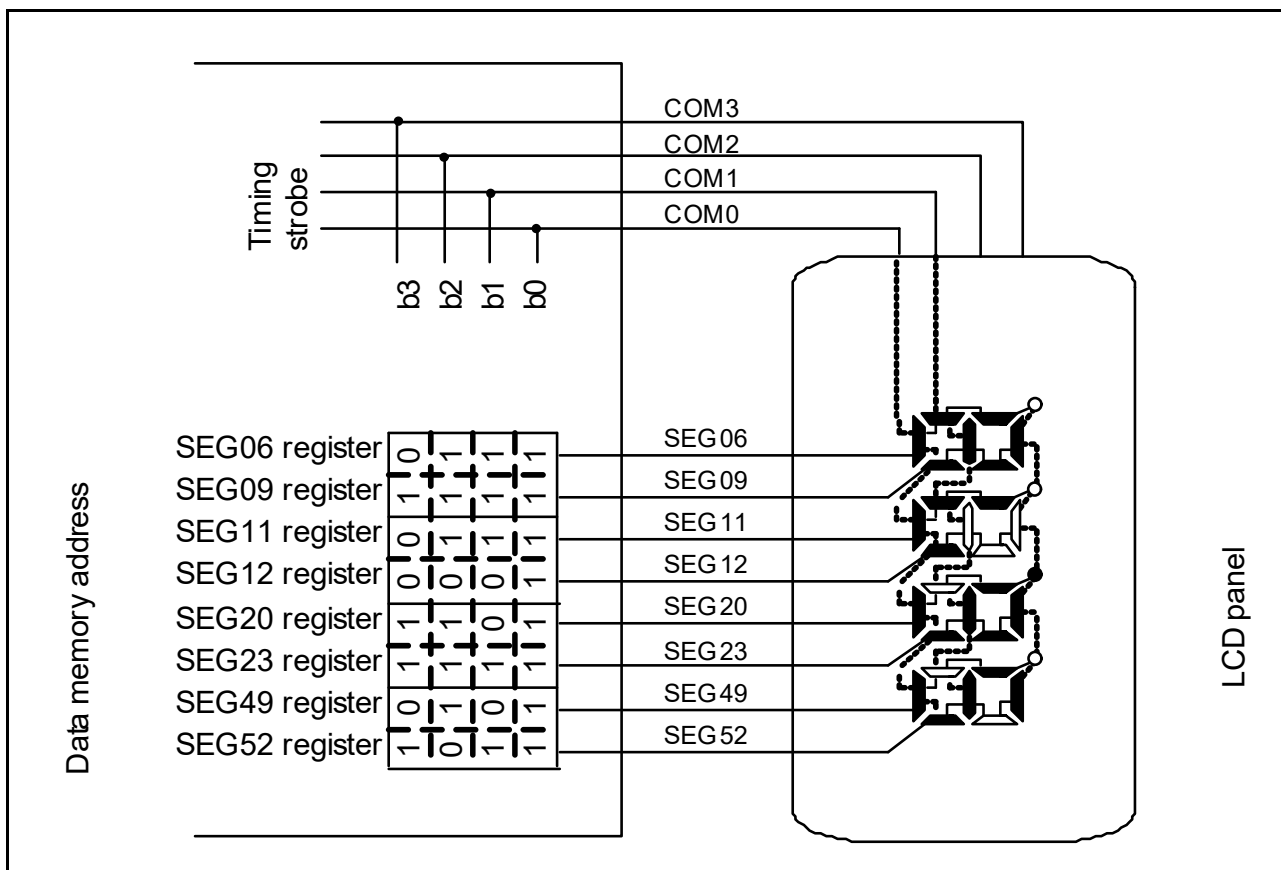 COM3
COM2
COM1
COM0
Timing
strobe
b3 b2 b1 b0
Data memory address
SEG06 register 0 1 1 1 SEG06
SEG09 register 1 1 1 1 SEG09
SEG11 register 0 1 1 1 SEG11
SEG12 register 0 0 0 1 SEG12
SEG20 register 1 1 0 1 SEG20
SEG23 register 1 1 1 1 SEG23
SEG49 register 0 1 0 1 SEG49
SEG52 register 1 0 1 1 SEG52
LCD panel